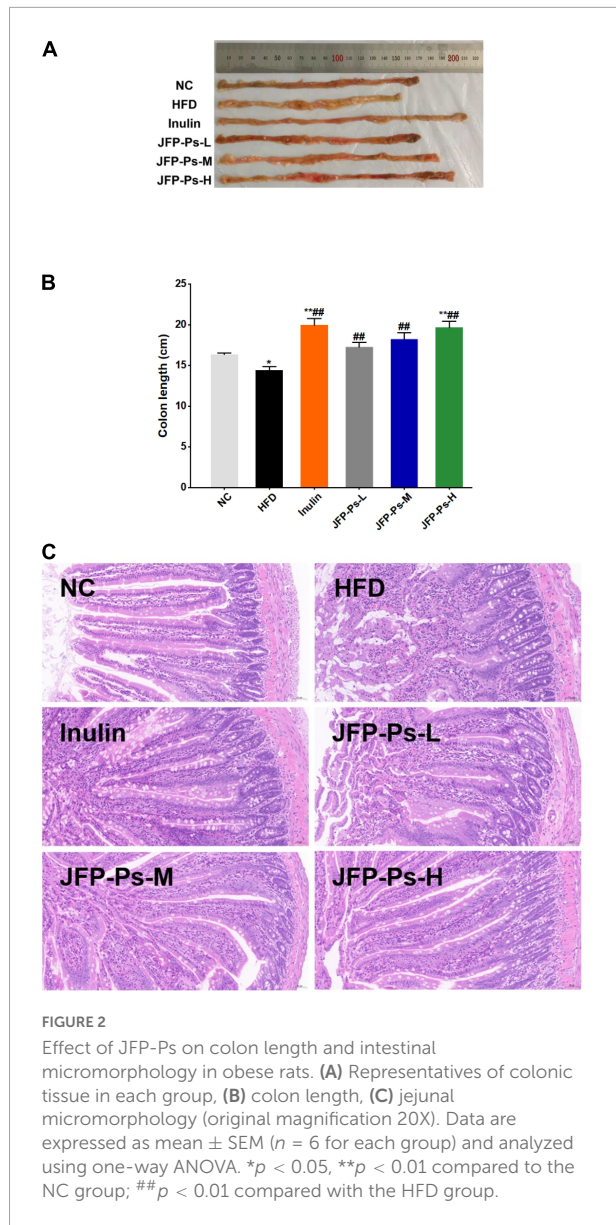 A
10 50 100 150 200
NC
HFD
Inulin
JFP-Ps-L
JFP-Ps-M
JFP-Ps-H
B
25
20
15
10
5
0
Colon length (cm)
*
**##
##
##
**##
NC
HFD
Inulin
JFP-Ps-L
JFP-Ps-M
JFP-Ps-H
C
NC
HFD
Inulin
JFP-Ps-L
JFP-Ps-M
JFP-Ps-H
FIGURE 2
Effect of JFP-Ps on colon length and intestinal
micromorphology in obese rats. (A) Representatives of colonic
tissue in each group, (B) colon length, (C) jejunal
micromorphology (original magnification 20X). Data are
expressed as mean ± SEM (n = 6 for each group) and analyzed
using one-way ANOVA. *p < 0.05, **p < 0.01 compared to the
NC group; ##p < 0.01 compared with the HFD group.